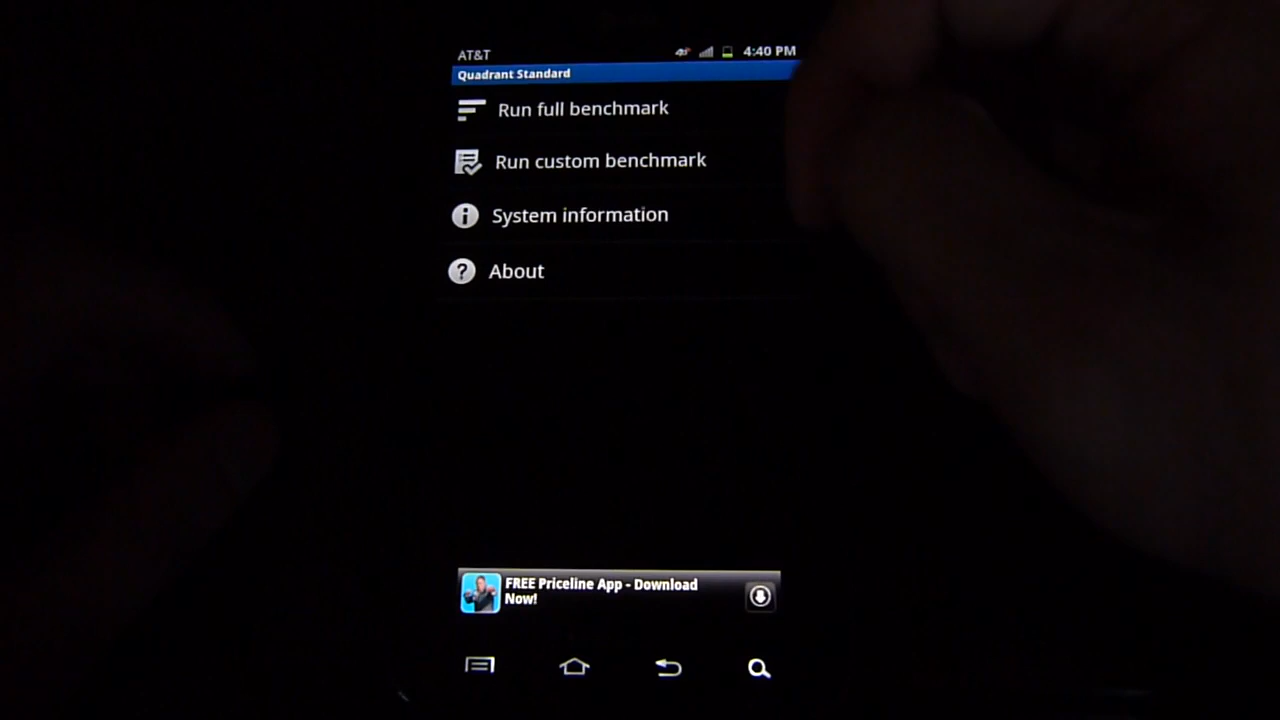 AT&T 4:40 PM
Quadrant Standard
Run full benchmark
Run custom benchmark
System information
About
FREE Priceline App - Download
Now!